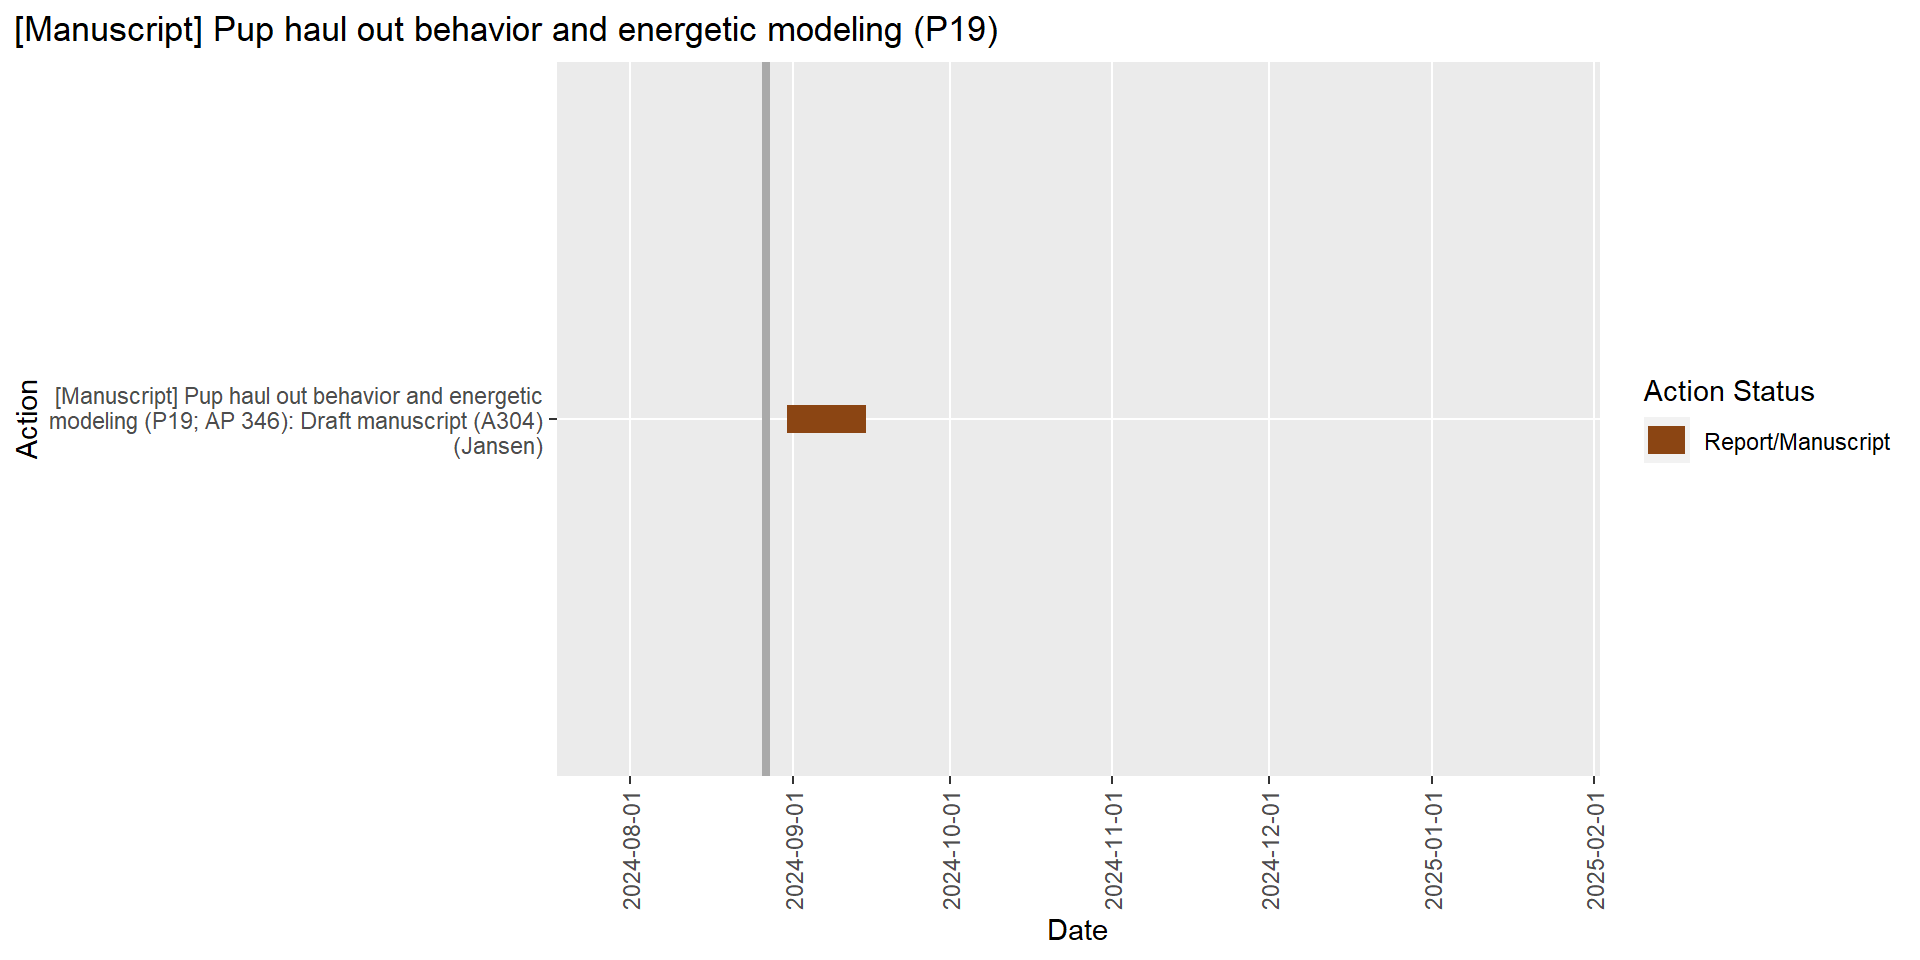 [Manuscript] Pup haul out behavior and energetic modeling (P19)
Action
[Manuscript] Pup haul out behavior and energetic
modeling (P19; AP 346): Draft manuscript (A304)
(Jansen)
Action Status
Report/Manuscript
2024-08-01
2024-09-01
2024-10-01
2024-11-01
2024-12-01
2025-01-01
2025-02-01
Date